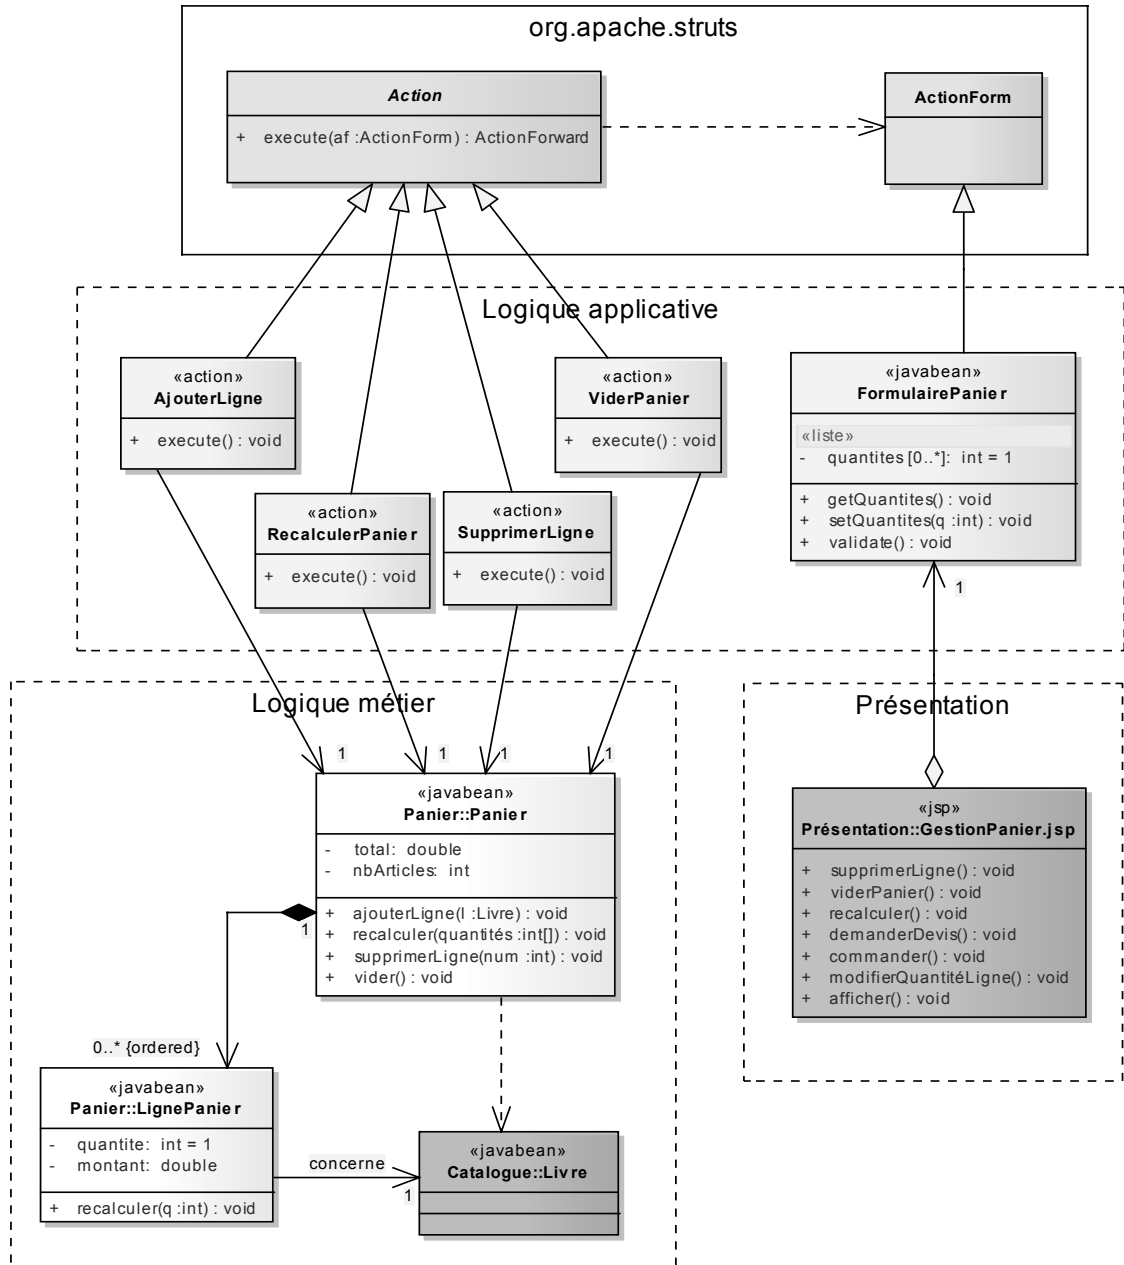 org.apache.struts
Action
+ execute(af :ActionForm) : ActionForward
ActionForm
Logique applicative
«action»
AjouterLigne
+ execute() : void
«action»
ViderPanier
+ execute() : void
«javabean»
FormulairePanier
«liste»
- quantites [0..*]: int = 1
+ getQuantites() : void
+ setQuantites(q :int) : void
+ validate() : void
«action»
RecalculerPanier
+ execute() : void
«action»
SupprimerLigne
+ execute() : void
1
Logique métier
Présentation
1
1
1
1
«javabean»
Panier::Panier
- total: double
- nbArticles: int
+ ajouterLigne(l :Livre) : void
+ recalculer(quantités :int[]) : void
+ supprimerLigne(num :int) : void
+ vider() : void
1
«jsp»
Présentation::GestionPanier.jsp
+ supprimerLigne() : void
+ viderPanier() : void
+ recalculer() : void
+ demanderDevis() : void
+ commander() : void
+ modifierQuantitéLigne() : void
+ afficher() : void
0..* {ordered}
«javabean»
Panier::LignePanier
- quantite: int = 1
- montant: double
+ recalculer(q :int) : void
concerne
1
«javabean»
Catalogue::Livre